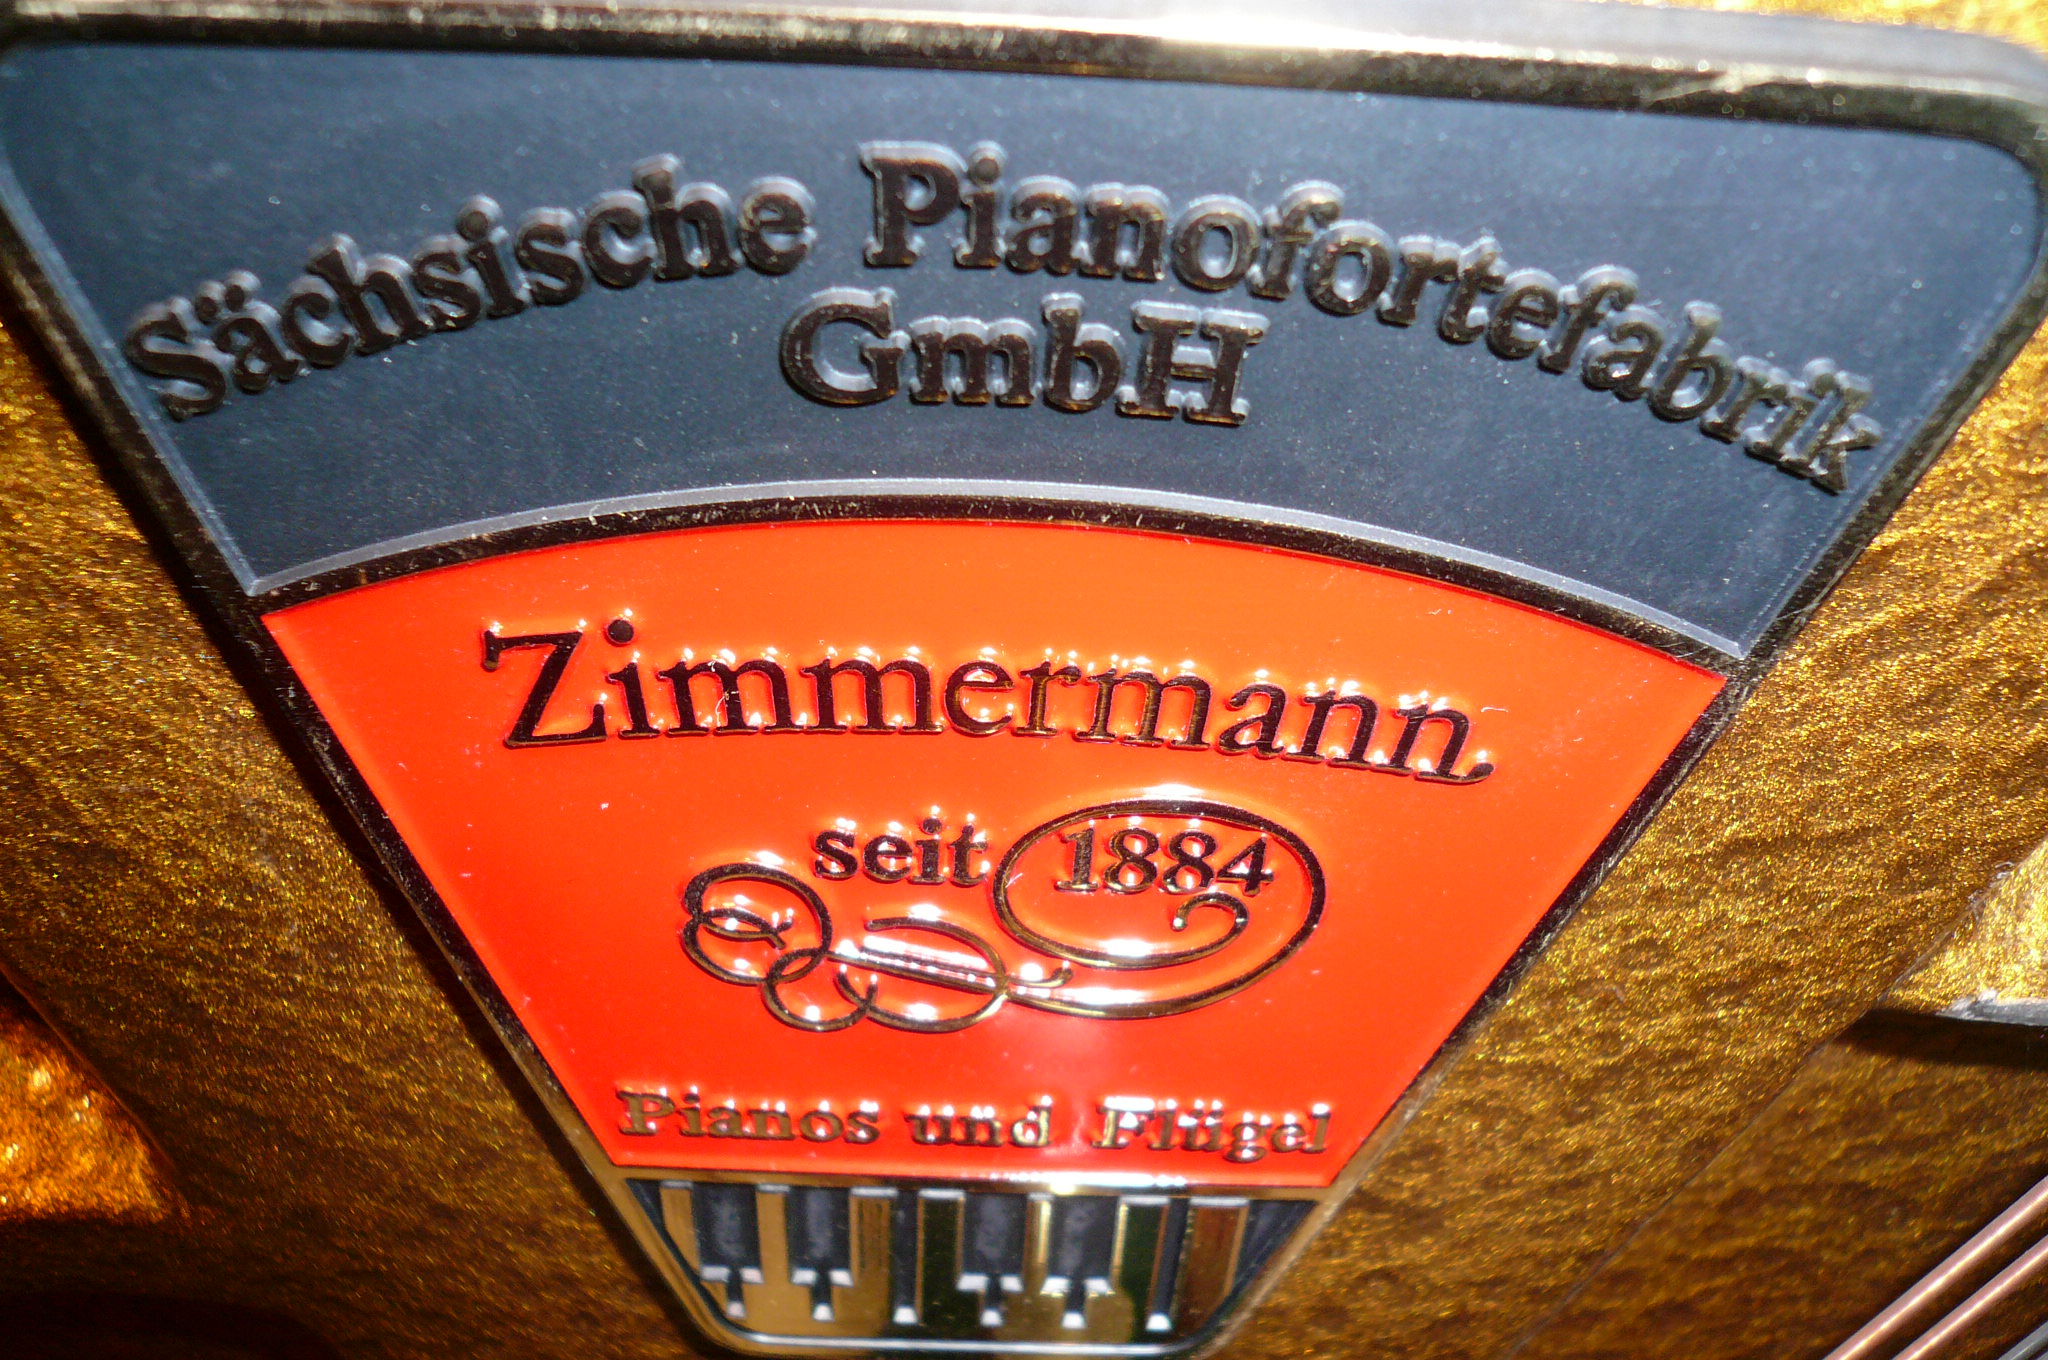 Sächsische Pianofortefabrik
GmbH
Zimmermann
seit 1884
Pianos und Flügel